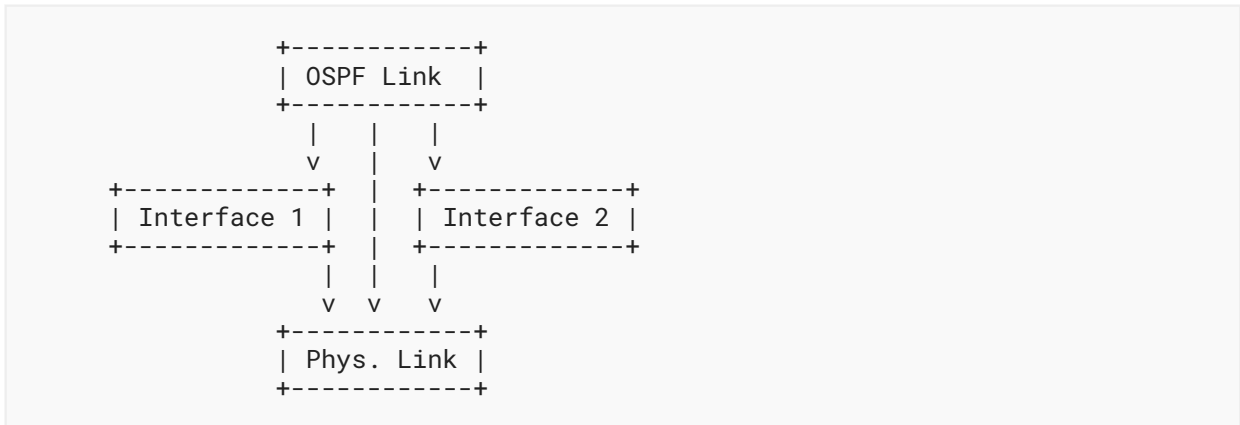 +------------+
           | OSPF Link  |
           +------------+
             |   |   |
             v   |   v
+-------------+  |  +-------------+
| Interface 1 |  |  | Interface 2 |
+-------------+  |  +-------------+
              |  |   |
              v  v   v
           +------------+
           | Phys. Link |
           +------------+